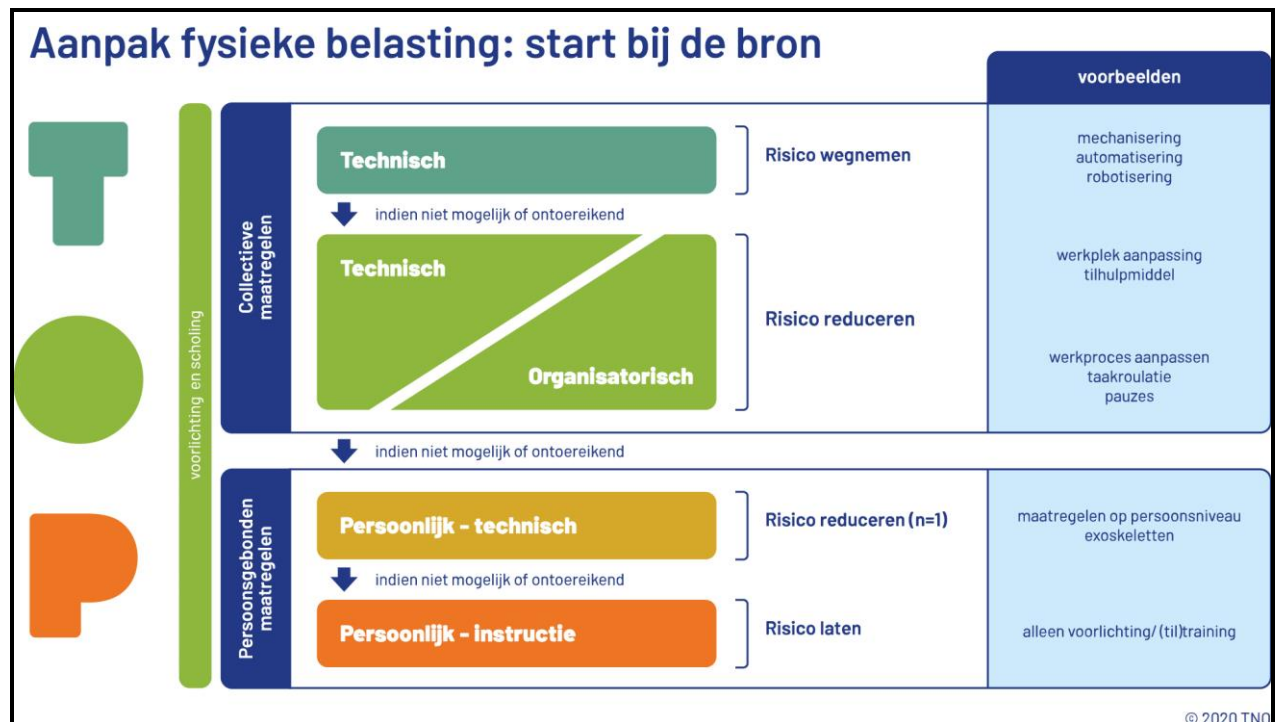 Aanpak fysieke belasting: start bij de bron
voorbeelden
T
O
P
voorlichting en scholing
Collectieve
maatregelen
Technisch
Risico wegnemen
mechanisering
automatisering
robotisering
indien niet mogelijk of ontoereikend
Technisch
Organisatorisch
Risico reduceren
werkplek aanpassing
tilhulpmiddel
werkproces aanpassen
taakroulatie
pauzes
indien niet mogelijk of ontoereikend
Persoonsgebonden
maatregelen
Persoonlijk - technisch
Risico reduceren (n=1)
maatregelen op persoonsniveau
exoskeletten
indien niet mogelijk of ontoereikend
Persoonlijk - instructie
Risico laten
alleen voorlichting/ (til)training
© 2020 TNO